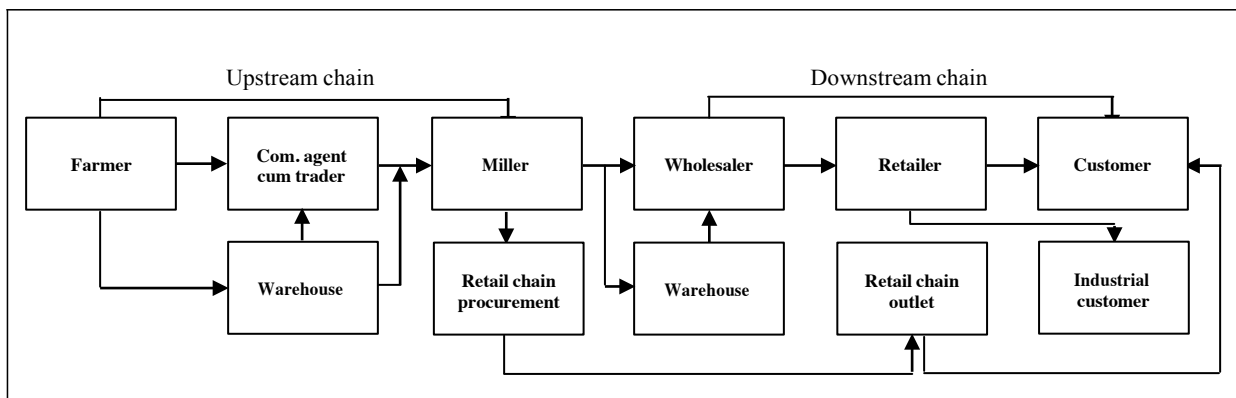 Upstream chain
Downstream chain
Farmer
Com. agent
cum trader
Miller
Wholesaler
Retailer
Customer
Warehouse
Retail chain
procurement
Warehouse
Retail chain
outlet
Industrial
customer